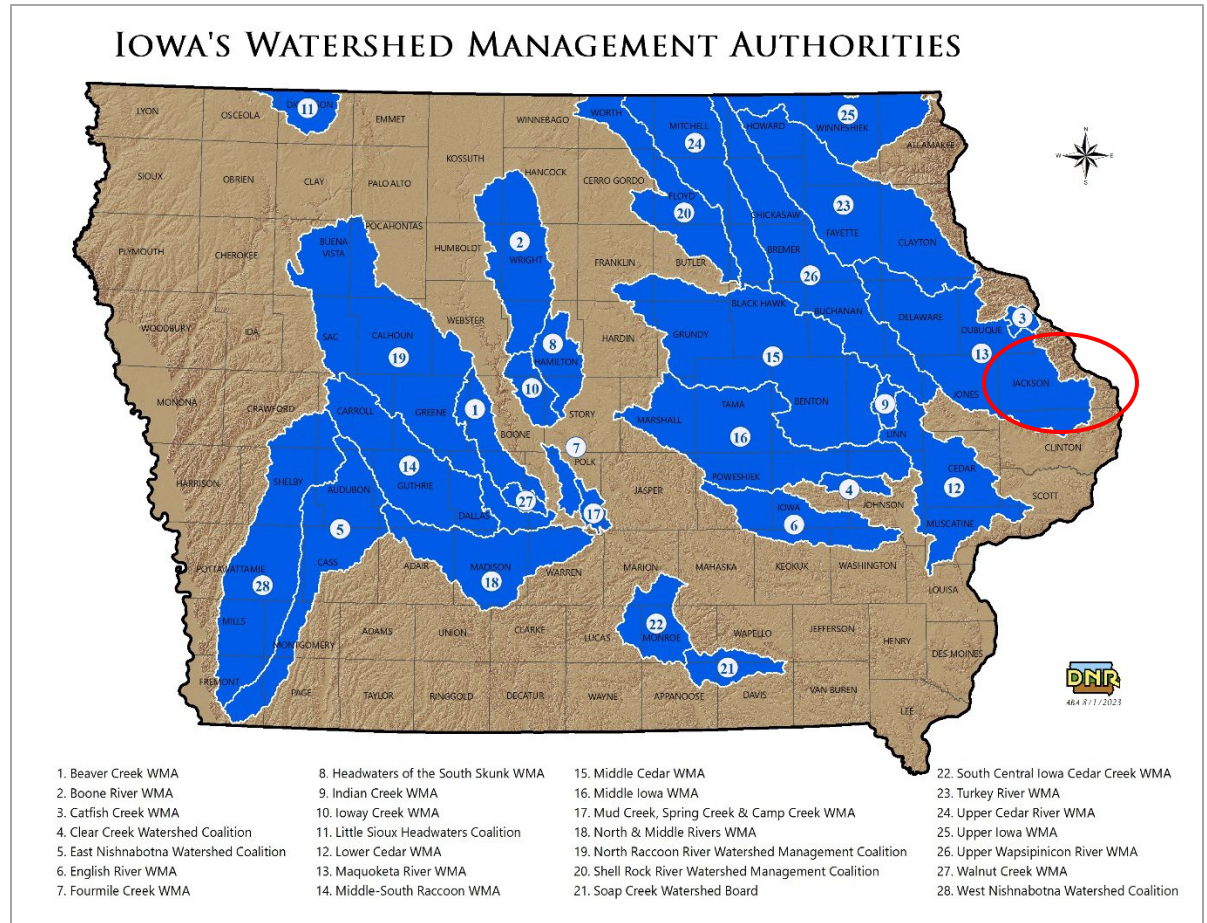 IOWA'S WATERSHED MANAGEMENT AUTHORITIES
LYON
OSCEOLA
11
EMMET
WINNEBAGO
WORTH
MITCHELL
24
HOWARD
25
WINNESHIEK
ALLAMAKEE
N
W
E
S
SIOUX
OBRIEN
CLAY
PALO ALTO
KOSSUTH
HANCOCK
CERRO GORDO
FLOYD
20
CHICKASAW
23
FAYETTE
CLAYTON
PLYMOUTH
CHEROKEE
BUENA
VISTA
POCAHONTAS
HUMBOLDT
2
WRIGHT
FRANKLIN
BUTLER
BREMER
26
WOODBURY
IDA
SAC
CALHOUN
19
WEBSTER
8
HAMILTON
10
HARDIN
GRUNDY
BLACK HAWK
15
BUCHANAN
DELAWARE
DUBUQUE
3
13
JACKSON
JONES
MONONA
CRAWFORD
CARROLL
GREENE
1
BOONE
STORY
MARSHALL
TAMA
16
BENTON
9
LINN
CLINTON
HARRISON
SHELBY
AUDUBON
14
GUTHRIE
DALLAS
27
7
POLK
17
JASPER
POWESHIEK
4
IOWA
6
JOHNSON
CEDAR
12
SCOTT
MUSCATINE
POTTAWATTAMIE
28
5
CASS
ADAIR
MADISON
18
WARREN
MARION
MAHASKA
KEOKUK
WASHINGTON
LOUISA
MILLS
MONTGOMERY
ADAMS
UNION
CLARKE
LUCAS
22
MONROE
WAPELLO
JEFFERSON
HENRY
DES MOINES
FREMONT
PAGE
TAYLOR
RINGGOLD
DECATUR
WAYNE
APPANOOSE
21
DAVIS
VAN BUREN
LEE
DNR
ARA 8/1/2023
1. Beaver Creek WMA
2. Boone River WMA
3. Catfish Creek WMA
4. Clear Creek Watershed Coalition
5. East Nishnabotna Watershed Coalition
6. English River WMA
7. Fourmile Creek WMA
8. Headwaters of the South Skunk WMA
9. Indian Creek WMA
10. Ioway Creek WMA
11. Little Sioux Headwaters Coalition
12. Lower Cedar WMA
13. Maquoketa River WMA
14. Middle-South Raccoon WMA
15. Middle Cedar WMA
16. Middle Iowa WMA
17. Mud Creek, Spring Creek & Camp Creek WMA
18. North & Middle Rivers WMA
19. North Raccoon River Watershed Management Coalition
20. Shell Rock River Watershed Management Coalition
21. Soap Creek Watershed Board
22. South Central Iowa Cedar Creek WMA
23. Turkey River WMA
24. Upper Cedar River WMA
25. Upper Iowa WMA
26. Upper Wapsipinicon River WMA
27. Walnut Creek WMA
28. West Nishnabotna Watershed Coalition